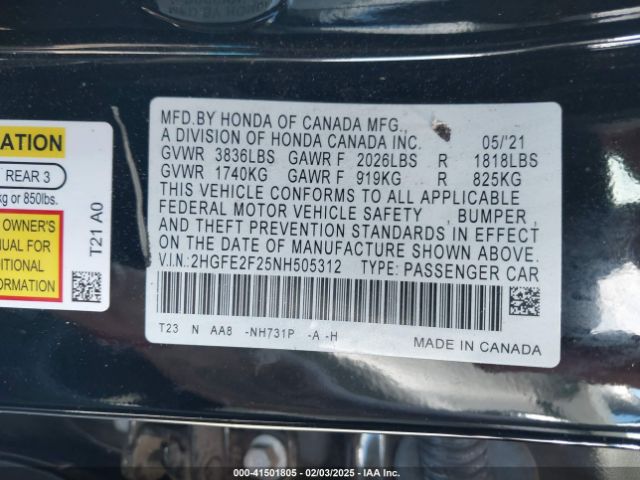 MFD.BY HONDA OF CANADA MFG.,
A DIVISION OF HONDA CANADA INC. 05/'21
GVWR 3836LBS GAWR F 2026LBS R 1818LBS
GVWR 1740KG GAWR F 919KG R 825KG
THIS VEHICLE CONFORMS TO ALL APPLICABLE
FEDERAL MOTOR VEHICLE SAFETY , BUMPER ,
AND THEFT PREVENTION STANDARDS IN EFFECT
ON THE DATE OF MANUFACTURE SHOWN ABOVE.
V.I.N.:2HGFE2F25NH505312 TYPE: PASSENGER CAR
T23 N AA8 -NH731P -A -H
MADE IN CANADA
ATION
REAR 3
kg or 850lbs.
OWNER'S
NUAL FOR
DITIONAL
FORMATION
T21 A0
000-41501805 - 02/03/2025 - IAA Inc.